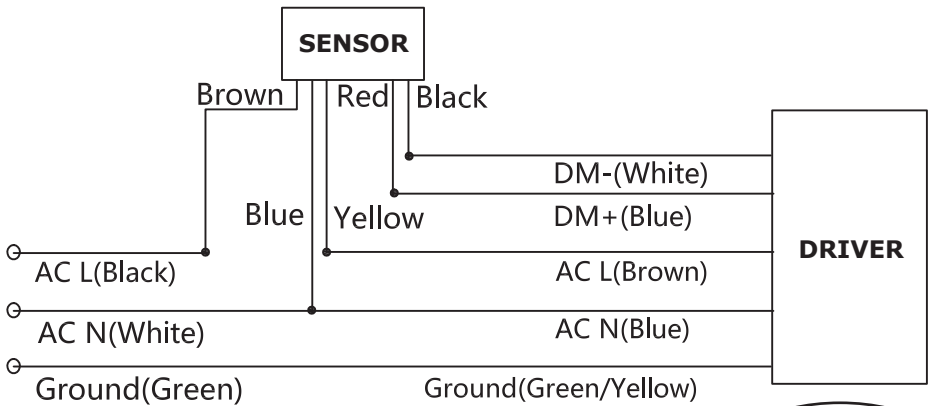 SENSOR
Brown
Red
Black
DM-(White)
Blue
Yellow
DM+(Blue)
DRIVER
AC L(Black)
AC L(Brown)
AC N(White)
AC N(Blue)
Ground(Green)
Ground(Green/Yellow)